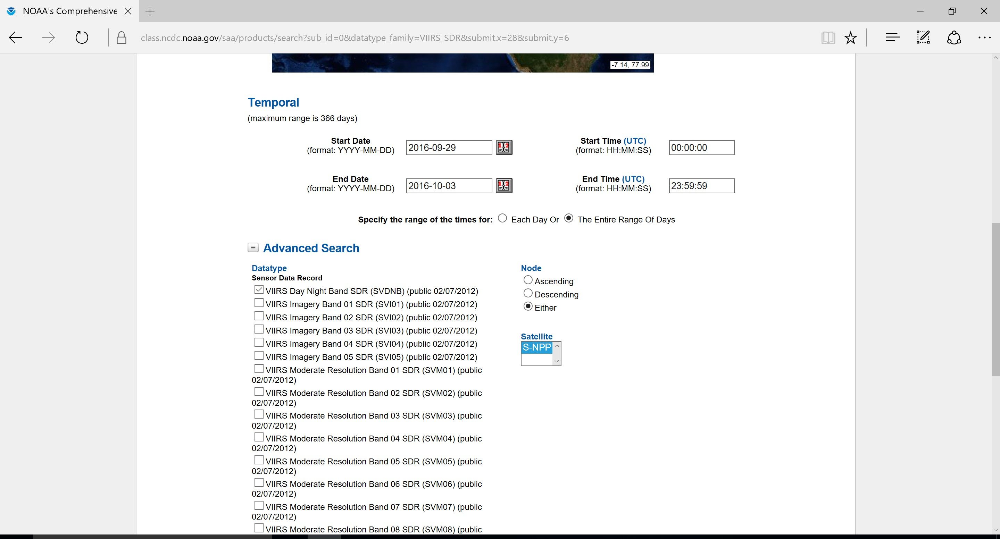 NOAA's Comprehensive
class.ncdc.noaa.gov/saa/products/search?sub_id=0&datatype_family=VIIRS_SDR&submit.x=28&submit.y=6
-7.14, 77.99
Temporal
(maximum range is 366 days)
Start Date
(format: YYYY-MM-DD)
2016-09-29
Start Time (UTC)
(format: HH:MM:SS)
00:00:00
End Date
(format: YYYY-MM-DD)
2016-10-03
End Time (UTC)
(format: HH:MM:SS)
23:59:59
Specify the range of the times for: Each Day Or The Entire Range Of Days
Advanced Search
Datatype
Sensor Data Record
VIIRS Day Night Band SDR (SVDNB) (public 02/07/2012)
VIIRS Imagery Band 01 SDR (SVI01) (public 02/07/2012)
VIIRS Imagery Band 02 SDR (SVI02) (public 02/07/2012)
VIIRS Imagery Band 03 SDR (SVI03) (public 02/07/2012)
VIIRS Imagery Band 04 SDR (SVI04) (public 02/07/2012)
VIIRS Imagery Band 05 SDR (SVI05) (public 02/07/2012)
VIIRS Moderate Resolution Band 01 SDR (SVM01) (public
02/07/2012)
VIIRS Moderate Resolution Band 02 SDR (SVM02) (public
02/07/2012)
VIIRS Moderate Resolution Band 03 SDR (SVM03) (public
02/07/2012)
VIIRS Moderate Resolution Band 04 SDR (SVM04) (public
02/07/2012)
VIIRS Moderate Resolution Band 05 SDR (SVM05) (public
02/07/2012)
VIIRS Moderate Resolution Band 06 SDR (SVM06) (public
02/07/2012)
VIIRS Moderate Resolution Band 07 SDR (SVM07) (public
02/07/2012)
VIIRS Moderate Resolution Band 08 SDR (SVM08) (public
Node
Ascending
Descending
Either
Satellite
S-NPP